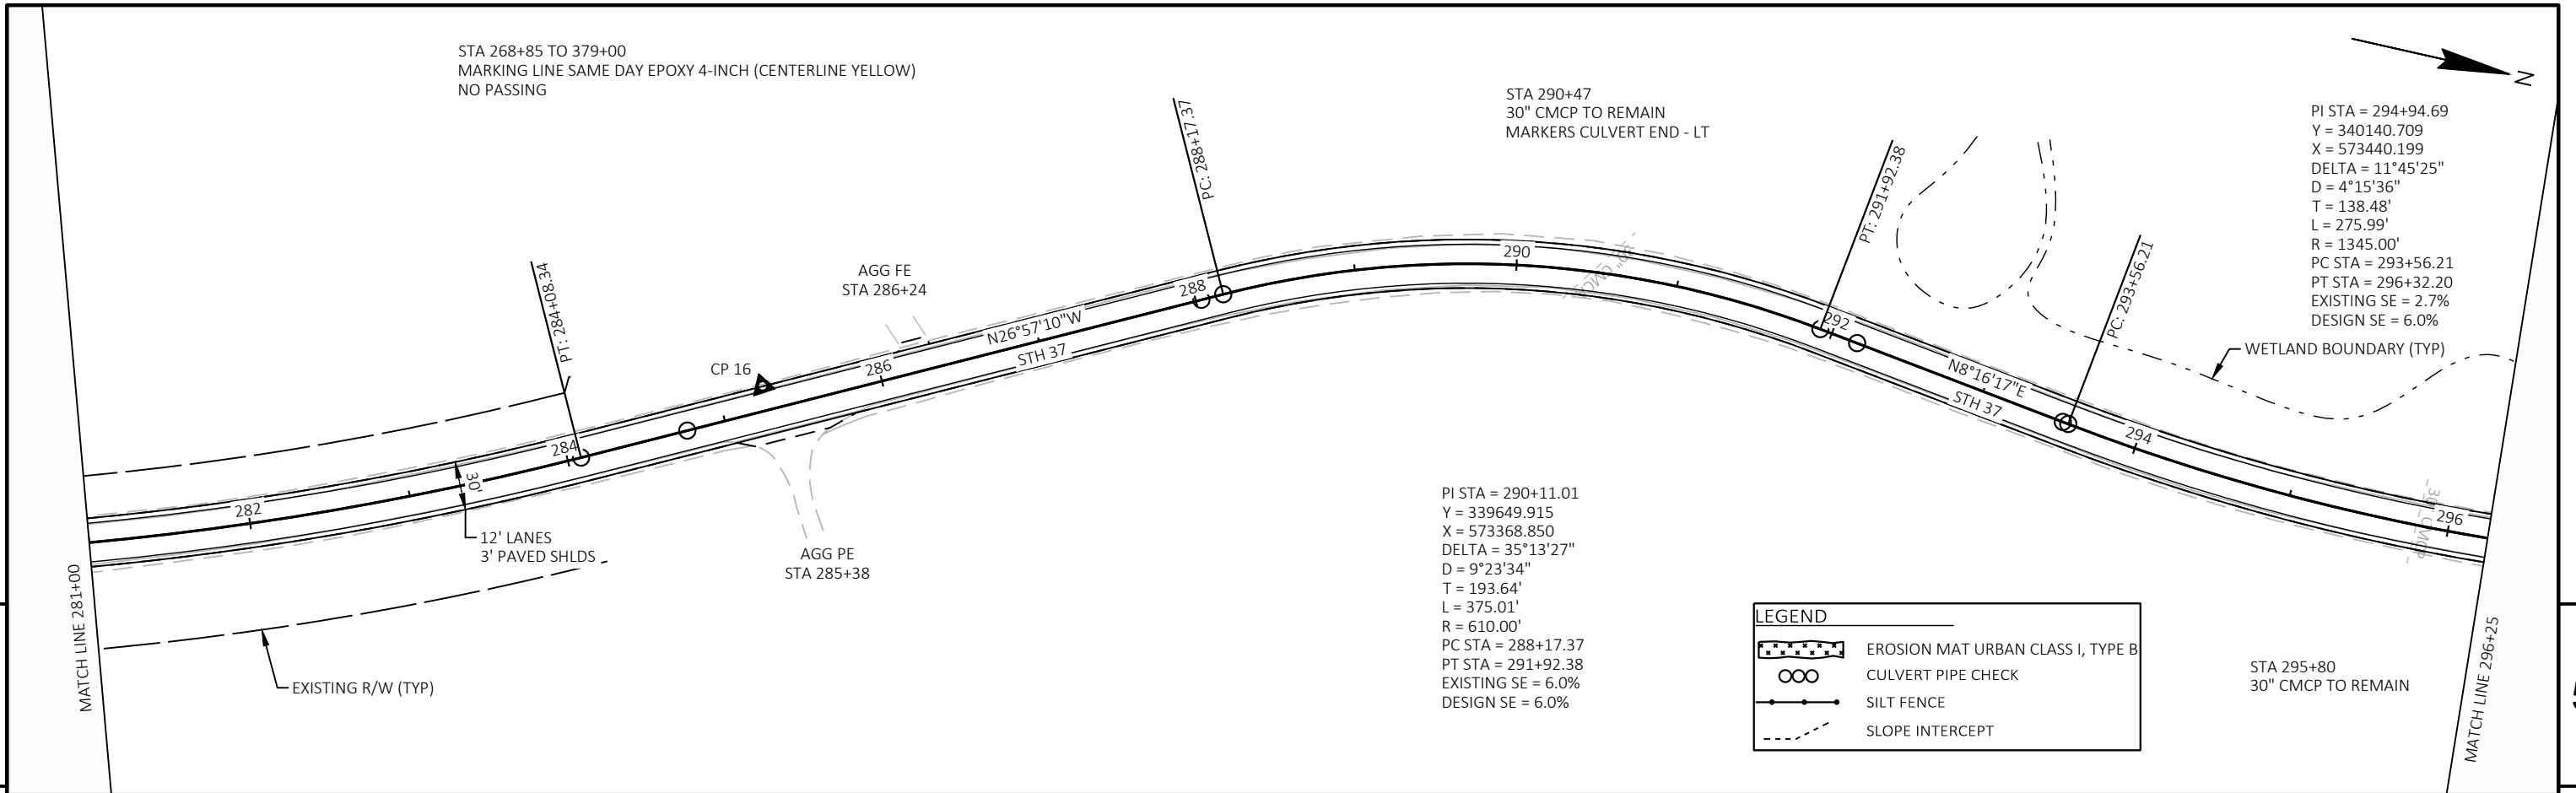 STA 268+85 TO 379+00
MARKING LINE SAME DAY EPOXY 4-INCH (CENTERLINE YELLOW)
NO PASSING
STA 290+47
30" CMCP TO REMAIN
MARKERS CULVERT END - LT
N
PI STA = 294+94.69
Y = 340140.709
X = 573440.199
DELTA = 11°45'25"
D = 4°15'36"
T = 138.48'
L = 275.99'
R = 1345.00'
PC STA = 293+56.21
PT STA = 296+32.20
EXISTING SE = 2.7%
DESIGN SE = 6.0%
WETLAND BOUNDARY (TYP)
PT: 284+08.34
PC: 288+17.37
PT: 291+92.38
PC: 293+56.21
AGG FE
STA 286+24
CP 16
282
284
286
288
290
292
294
296
N26°57'10"W
STH 37
N8°16'17"E
STH 37
30" CMCP
30'
12' LANES
3' PAVED SHLDS
AGG PE
STA 285+38
EXISTING R/W (TYP)
MATCH LINE 281+00
PI STA = 290+11.01
Y = 339649.915
X = 573368.850
DELTA = 35°13'27"
D = 9°23'34"
T = 193.64'
L = 375.01'
R = 610.00'
PC STA = 288+17.37
PT STA = 291+92.38
EXISTING SE = 6.0%
DESIGN SE = 6.0%
LEGEND
EROSION MAT URBAN CLASS I, TYPE B
CULVERT PIPE CHECK
SILT FENCE
SLOPE INTERCEPT
STA 295+80
30" CMCP TO REMAIN
MATCH LINE 296+25